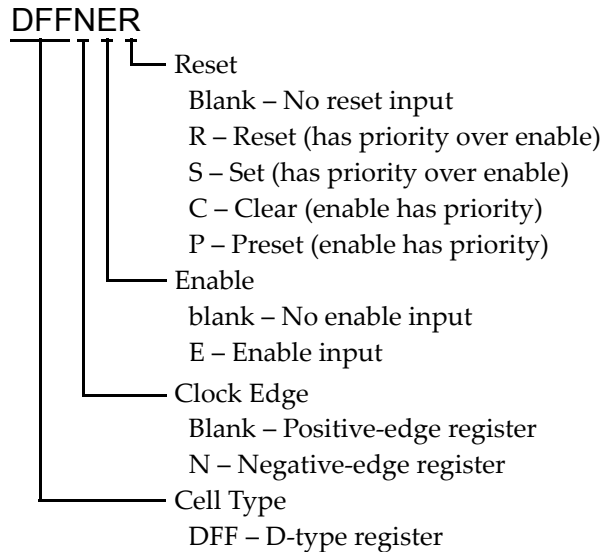 DFFNER
Reset
Blank – No reset input
R – Reset (has priority over enable)
S – Set (has priority over enable)
C – Clear (enable has priority)
P – Preset (enable has priority)
Enable
blank – No enable input
E – Enable input
Clock Edge
Blank – Positive-edge register
N – Negative-edge register
Cell Type
DFF – D-type register